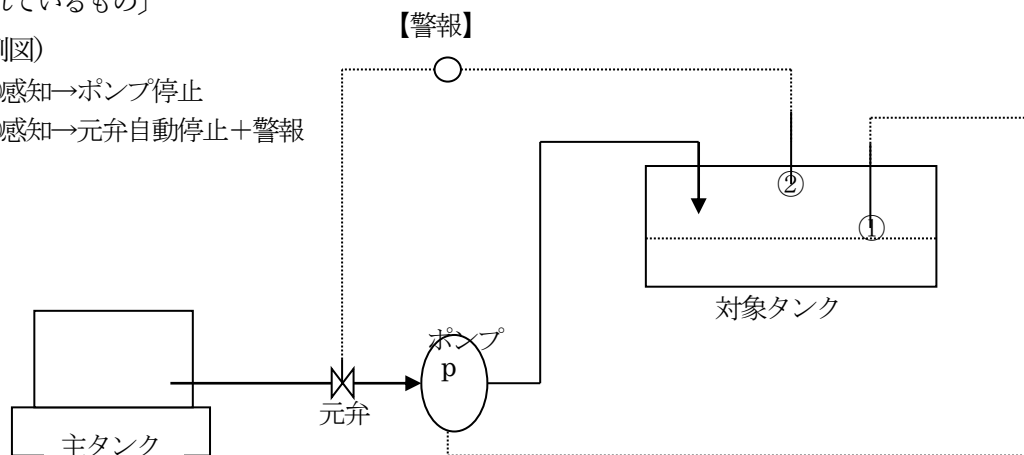 れているもの〕
【警報】
例図）
感知→ポンプ停止
感知→元弁自動停止＋警報
②
①
対象タンク
ポンプ
p
元弁
主タンク